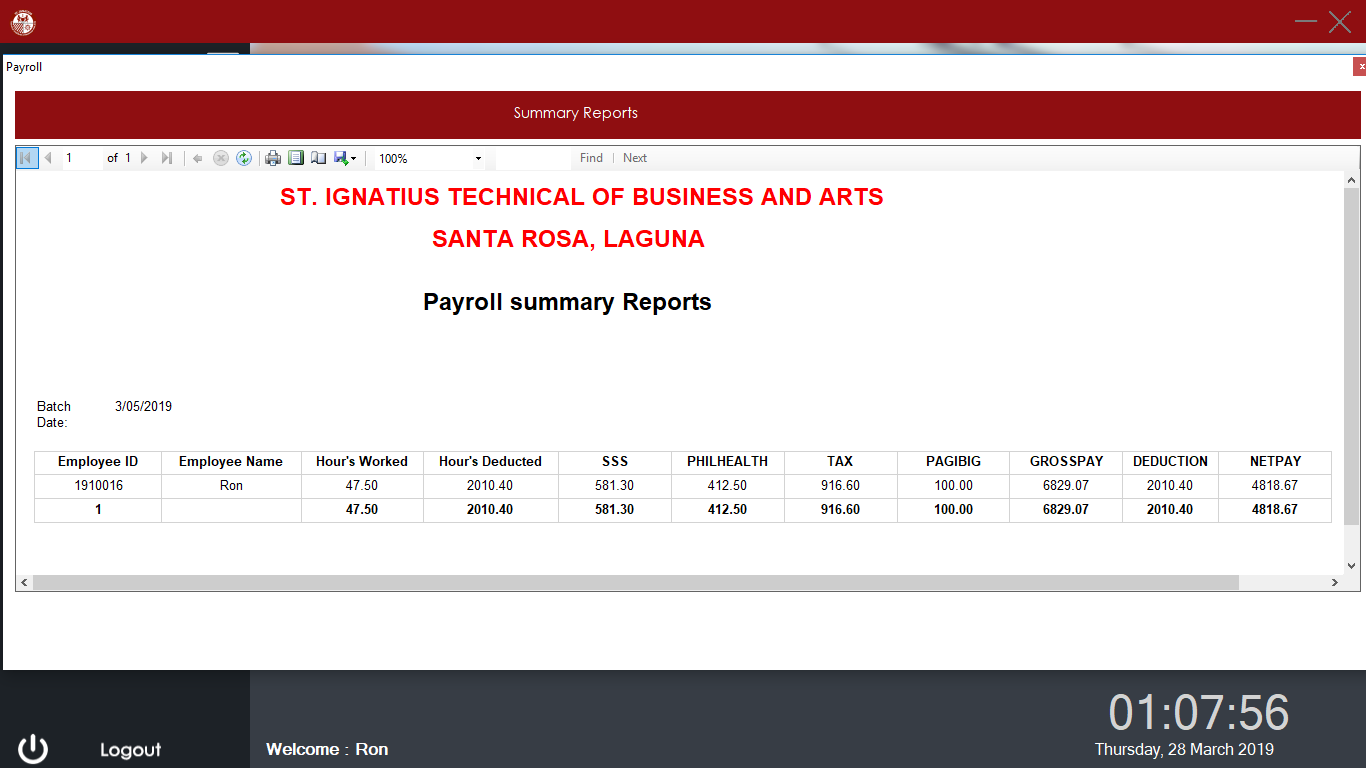 Payroll
x
Summary Reports
1 of 1 100% Find Next
ST. IGNATIUS TECHNICAL OF BUSINESS AND ARTS
SANTA ROSA, LAGUNA
Payroll summary Reports
Batch 3/05/2019
Date:
Employee ID Employee Name Hour's Worked Hour's Deducted SSS PHILHEALTH TAX PAGIBIG GROSSPAY DEDUCTION NETPAY
1910016 Ron 47.50 2010.40 581.30 412.50 916.60 100.00 6829.07 2010.40 4818.67
1 47.50 2010.40 581.30 412.50 916.60 100.00 6829.07 2010.40 4818.67
01:07:56
Logout Welcome : Ron Thursday, 28 March 2019